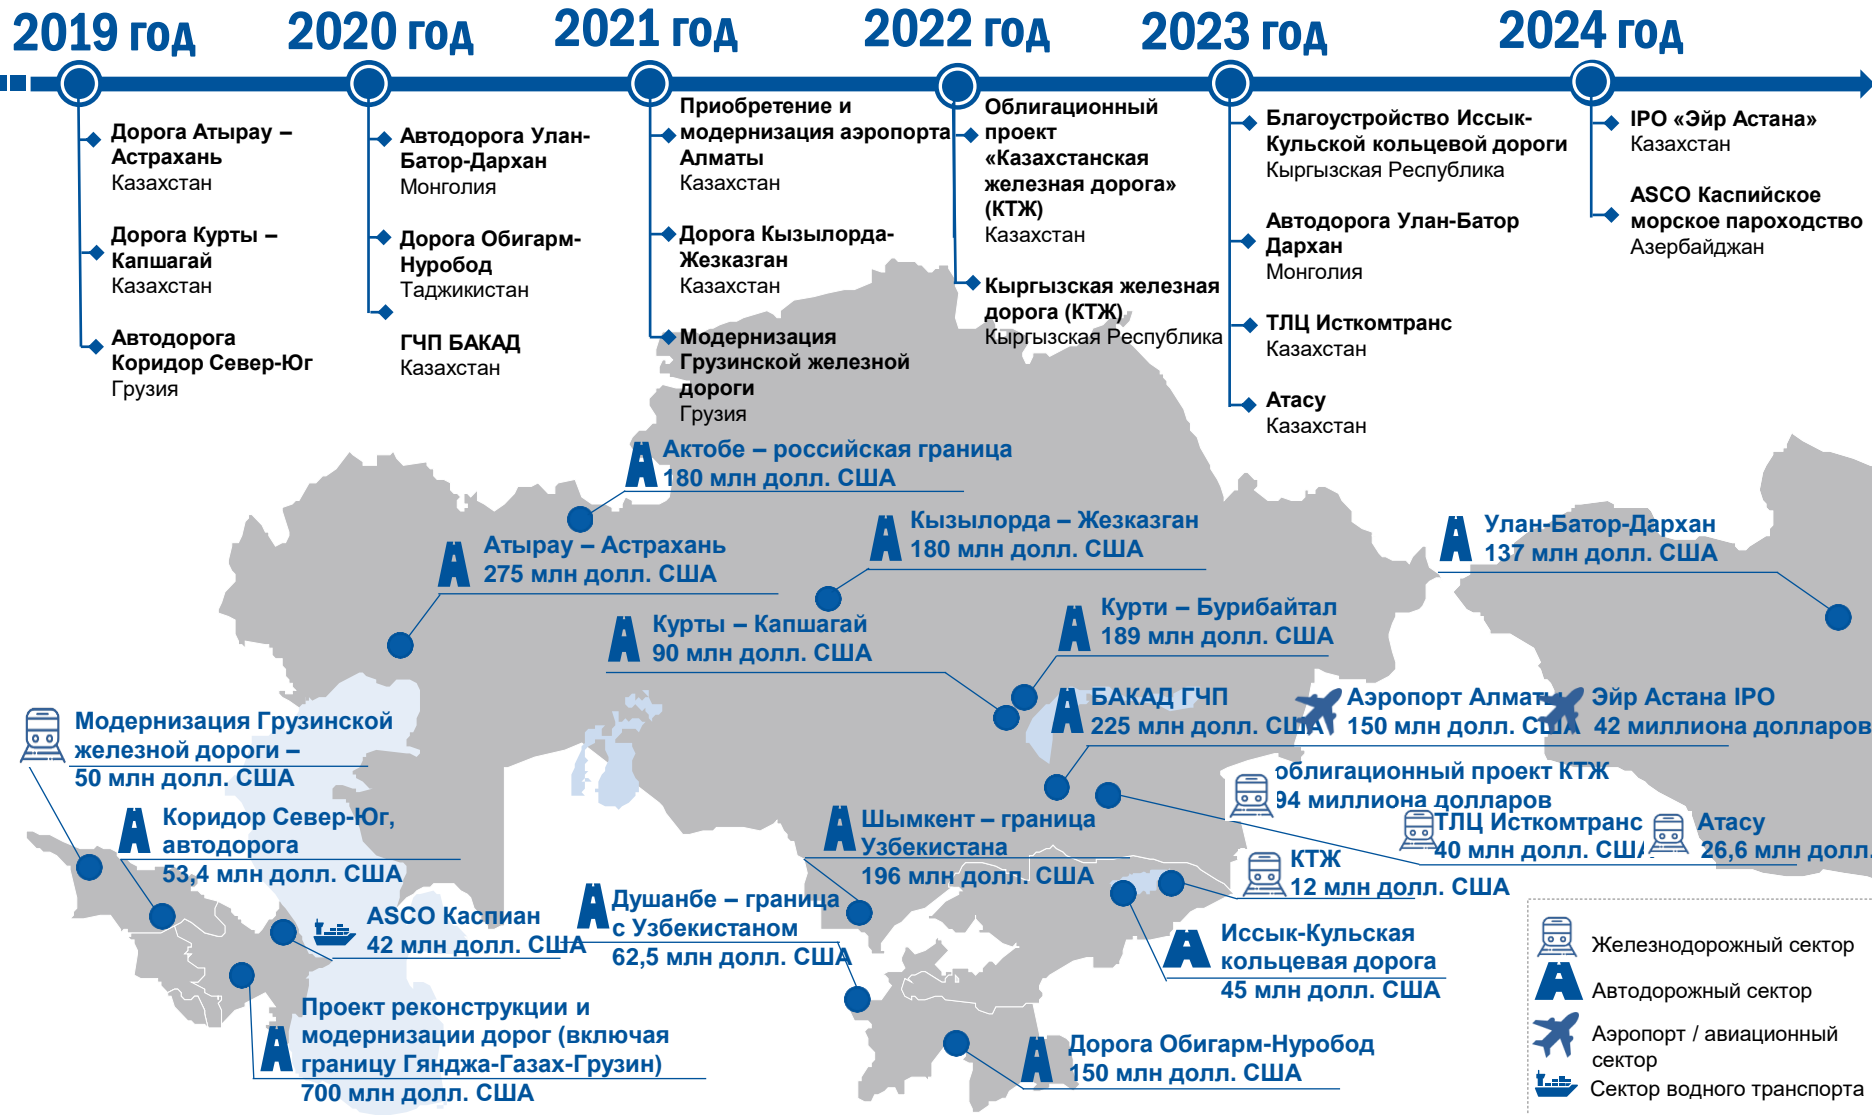 2019 год
2020 год
2021 год
2022 год
2023 год
2024 год
Дорога Атырау –
Астрахань
Казахстан
Дорога Курты –
Капшагай
Казахстан
Автодорога
Коридор Север-Юг
Грузия
Автодорога Улан-
Батор-Дархан
Монголия
Дорога Обигарм-
Нуробод
Таджикистан
ГЧП БАКАД
Казахстан
Приобретение и
модернизация аэропорта
Алматы
Казахстан
Дорога Кызылорда-
Жезказган
Казахстан
Модернизация
Грузинской железной
дороги
Грузия
Облигационный
проект
«Казахстанская
железная дорога»
(КТЖ)
Казахстан
Кыргызская железная
дорога (КТЖ)
Кыргызская Республика
Благоустройство Иссык-
Кульской кольцевой дороги
Кыргызская Республика
Автодорога Улан-Батор
Дархан
Монголия
ТЛЦ Исткомтранс
Казахстан
Атасу
Казахстан
IPO «Эйр Астана»
Казахстан
ASCO Каспийское
морское пароходство
Азербайджан
Актобе – российская граница
180 млн долл. США
Атырау – Астрахань
275 млн долл. США
Кызылорда – Жезказган
180 млн долл. США
Улан-Батор-Дархан
137 млн долл. США
Курты – Капшагай
90 млн долл. США
Курти – Бурибайтал
189 млн долл. США
БАКАД ГЧП
225 млн долл. США
Аэропорт Алматы
150 млн долл. США
Эйр Астана IPO
42 миллиона долларов
Модернизация Грузинской
железной дороги –
50 млн долл. США
облигационный проект КТЖ
94 миллиона долларов
Коридор Север-Юг,
автодорога
53,4 млн долл. США
Шымкент – граница
Узбекистана
196 млн долл. США
ТЛЦ Исткомтранс
40 млн долл. США
Атасу
26,6 млн долл.
КТЖ
12 млн долл. США
ASCO Каспиан
42 млн долл. США
Душанбе – граница
с Узбекистаном
62,5 млн долл. США
Иссык-Кульская
кольцевая дорога
45 млн долл. США
Проект реконструкции и
модернизации дорог (включая
границу Гянджа-Газах-Грузин)
700 млн долл. США
Дорога Обигарм-Нуробод
150 млн долл. США
Железнодорожный сектор
Автодорожный сектор
Аэропорт / авиационный
сектор
Сектор водного транспорта